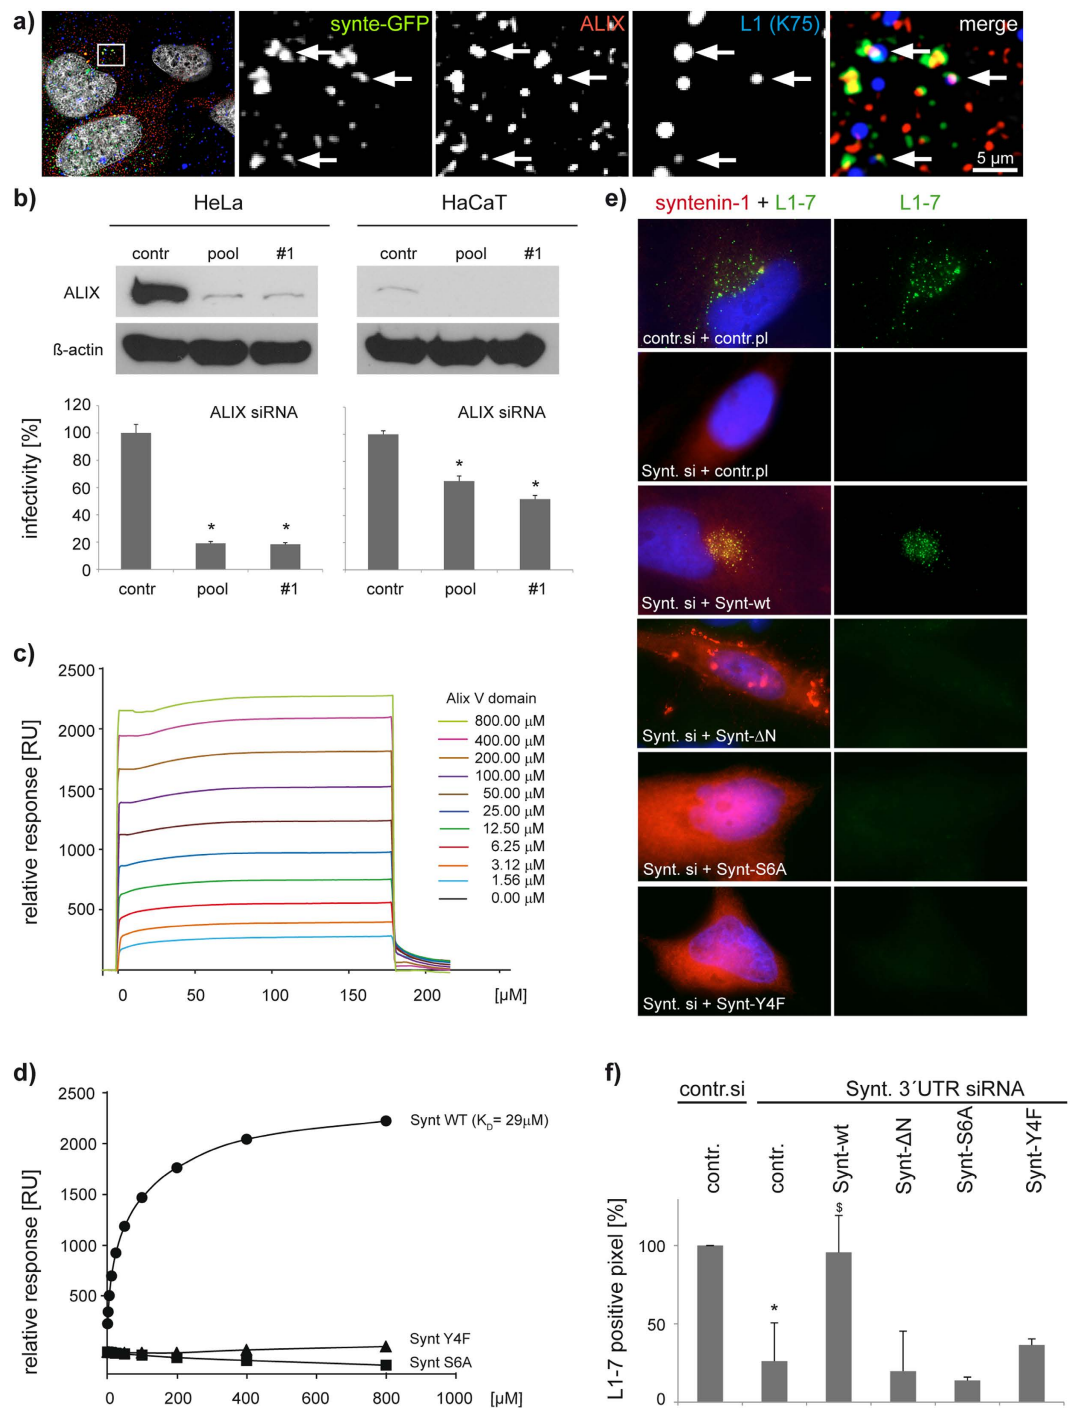 a)
synte-GFP
ALIX
L1 (K75)
merge
5 µm
b)
HeLa
HaCaT
contr pool #1
contr pool #1
ALIX
ß-actin
infectivity [%]
120
100
80
60
40
20
0
ALIX siRNA
*
*
contr pool #1
ALIX siRNA
*
*
contr pool #1
c)
relative response [RU]
2500
2000
1500
1000
500
0 50 100 150 200 [µM]
Alix V domain
800.00 µM
400.00 µM
200.00 µM
100.00 µM
50.00 µM
25.00 µM
12.50 µM
6.25 µM
3.12 µM
1.56 µM
0.00 µM
d)
relative response [RU]
2500
2000
1500
1000
500
0 200 400 600 800 1000 [µM]
Synt WT (KD= 29µM)
Synt Y4F
Synt S6A
e)
syntenin-1 + L1-7
L1-7
contr.si + contr.pl
Synt. si + contr.pl
Synt. si + Synt-wt
Synt. si + Synt-ΔN
Synt. si + Synt-S6A
Synt. si + Synt-Y4F
f)
contr.si
Synt. 3´UTR siRNA
contr.
contr.
Synt-wt
Synt-ΔN
Synt-S6A
Synt-Y4F
L1-7 positive pixel [%]
100
50
0
*
$